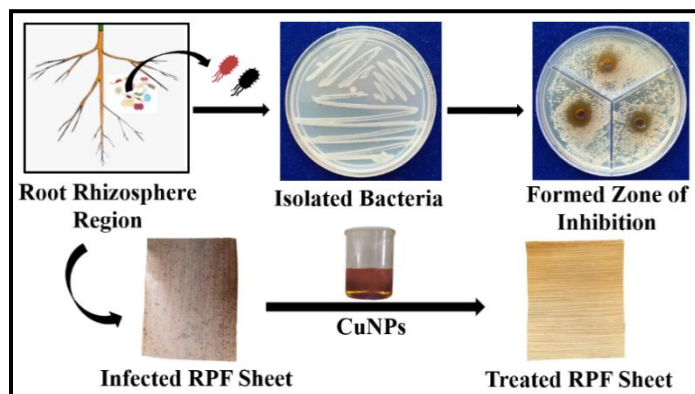 Root Rhizosphere
Region
Isolated Bacteria
Formed Zone of
Inhibition
CuNPs
Infected RPF Sheet
Treated RPF Sheet